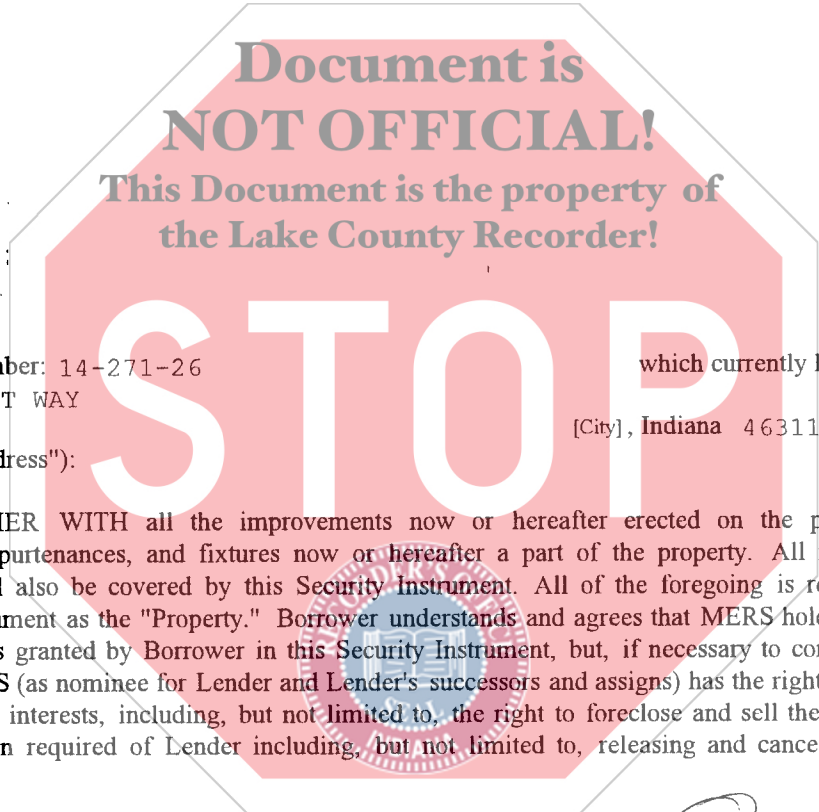 Document is
NOT OFFICIAL!
This Document is the property of
the Lake County Recorder!
STOP
ber: 14-271-26 which currently
T WAY
[City], Indiana 46311
ress"):
ER WITH all the improvements now or hereafter erected on the p
purtenances, and fixtures now or hereafter a part of the property. All
also be covered by this Security Instrument. All of the foregoing is re
ment as the "Property." Borrower understands and agrees that MERS hol
s granted by Borrower in this Security Instrument, but, if necessary to co
S (as nominee for Lender and Lender's successors and assigns) has the right
interests, including, but not limited to, the right to foreclose and sell the
n required of Lender including, but not limited to, releasing and cance
SEAL
INDIANA